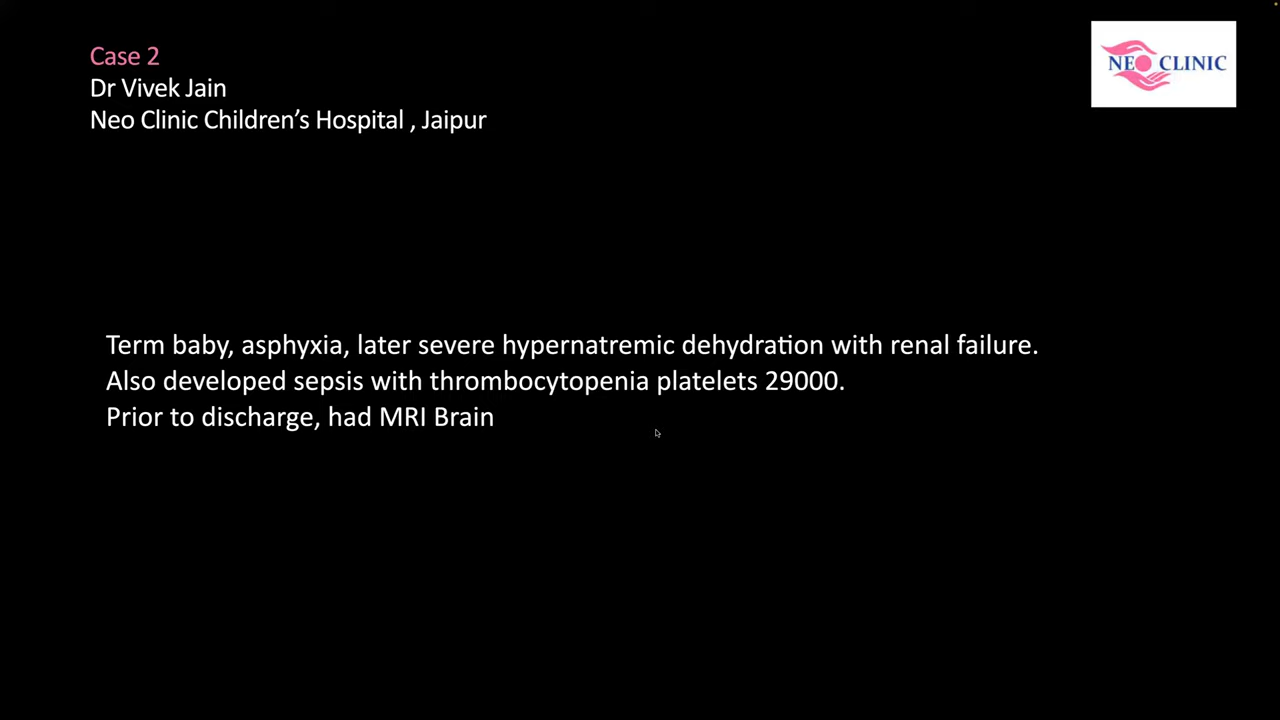 Case 2
Dr Vivek Jain
Neo Clinic Children’s Hospital , Jaipur
NEO CLINIC
Term baby, asphyxia, later severe hypernatremic dehydration with renal failure.
Also developed sepsis with thrombocytopenia platelets 29000.
Prior to discharge, had MRI Brain